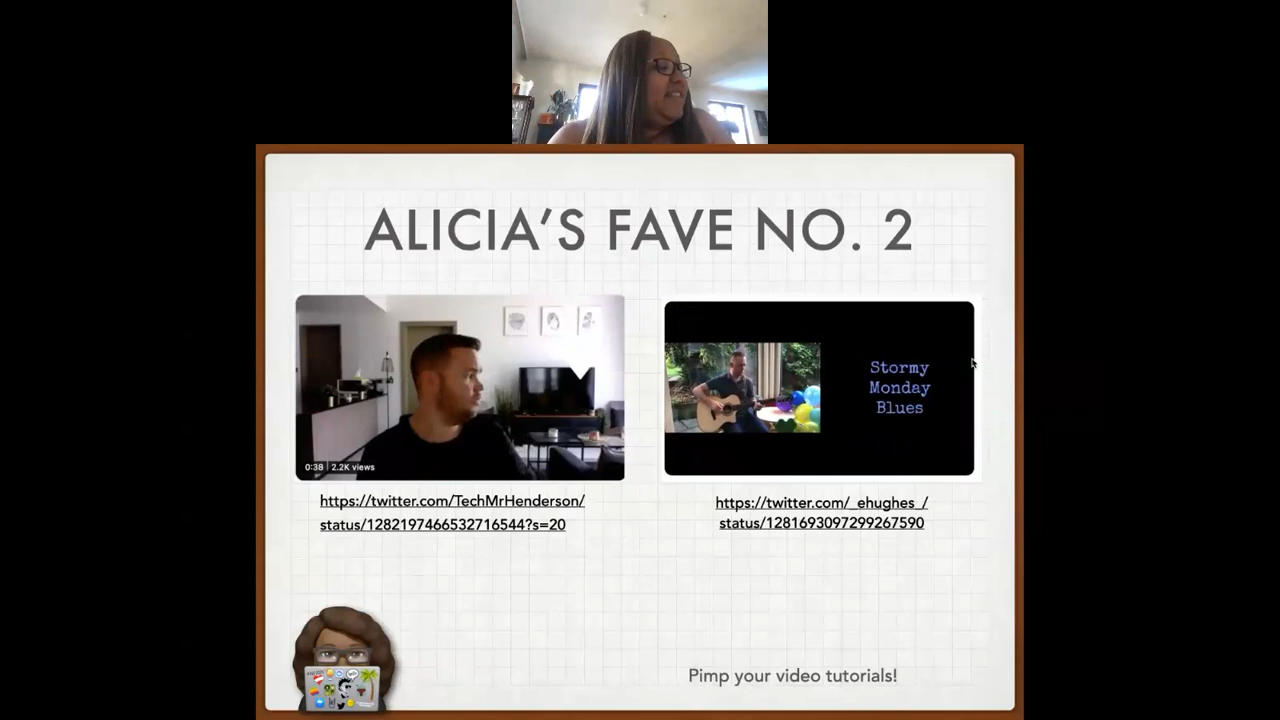 ALICIA’S FAVE NO. 2
0:38 | 2.2K views
Stormy
Monday
Blues
https://twitter.com/TechMrHenderson/
status/1282197466532716544?s=20
https://twitter.com/_ehughes_/
status/1281693097299267590
Pimp your video tutorials!